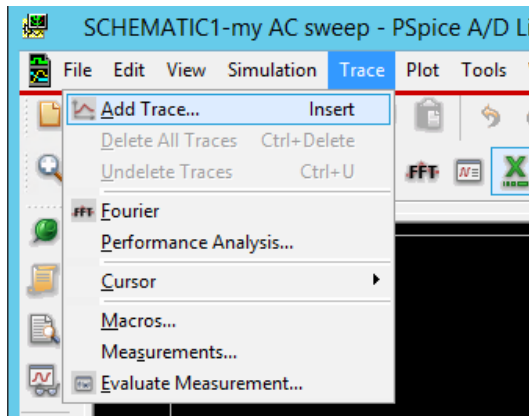 SCHEMATIC1-my AC sweep - PSpice A/D Li
File Edit View Simulation Trace Plot Tools
Add Trace... Insert
Delete All Traces Ctrl+Delete
Undelete Traces Ctrl+U
FFT
Fourier
Performance Analysis...
Cursor
Macros...
Measurements...
Evaluate Measurement...